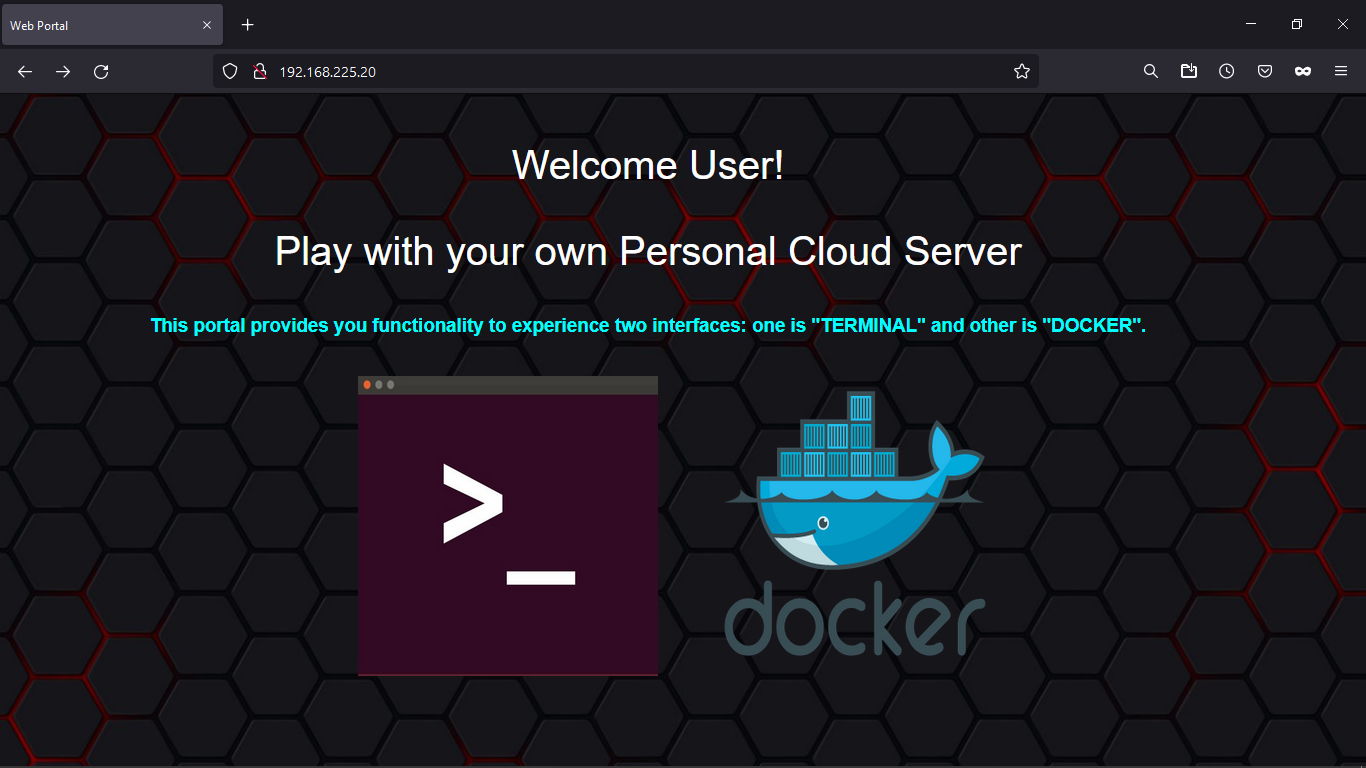 Web Portal
192.168.225.20
Welcome User!
Play with your own Personal Cloud Server
This portal provides you functionality to experience two interfaces: one is "TERMINAL" and other is "DOCKER".
>_
docker